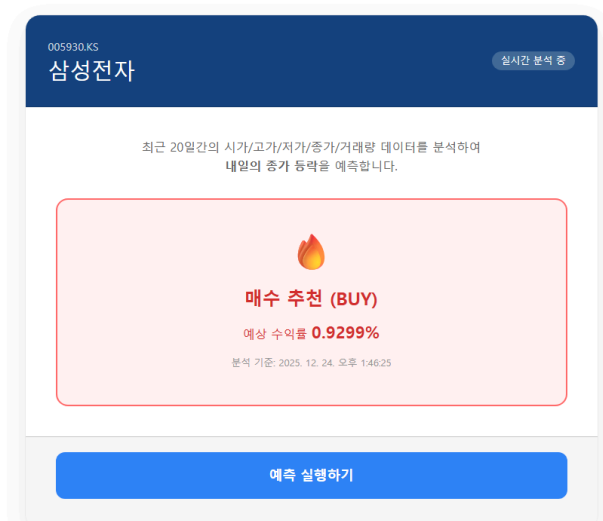 005930.KS
삼성전자
실시간 분석 중
최근 20일간의 시가/고가/저가/종가/거래량 데이터를 분석하여
내일의 종가 등락을 예측합니다.
매수 추천 (BUY)
예상 수익률 0.9299%
분석 기준: 2025. 12. 24. 오후 1:46:25
예측 실행하기